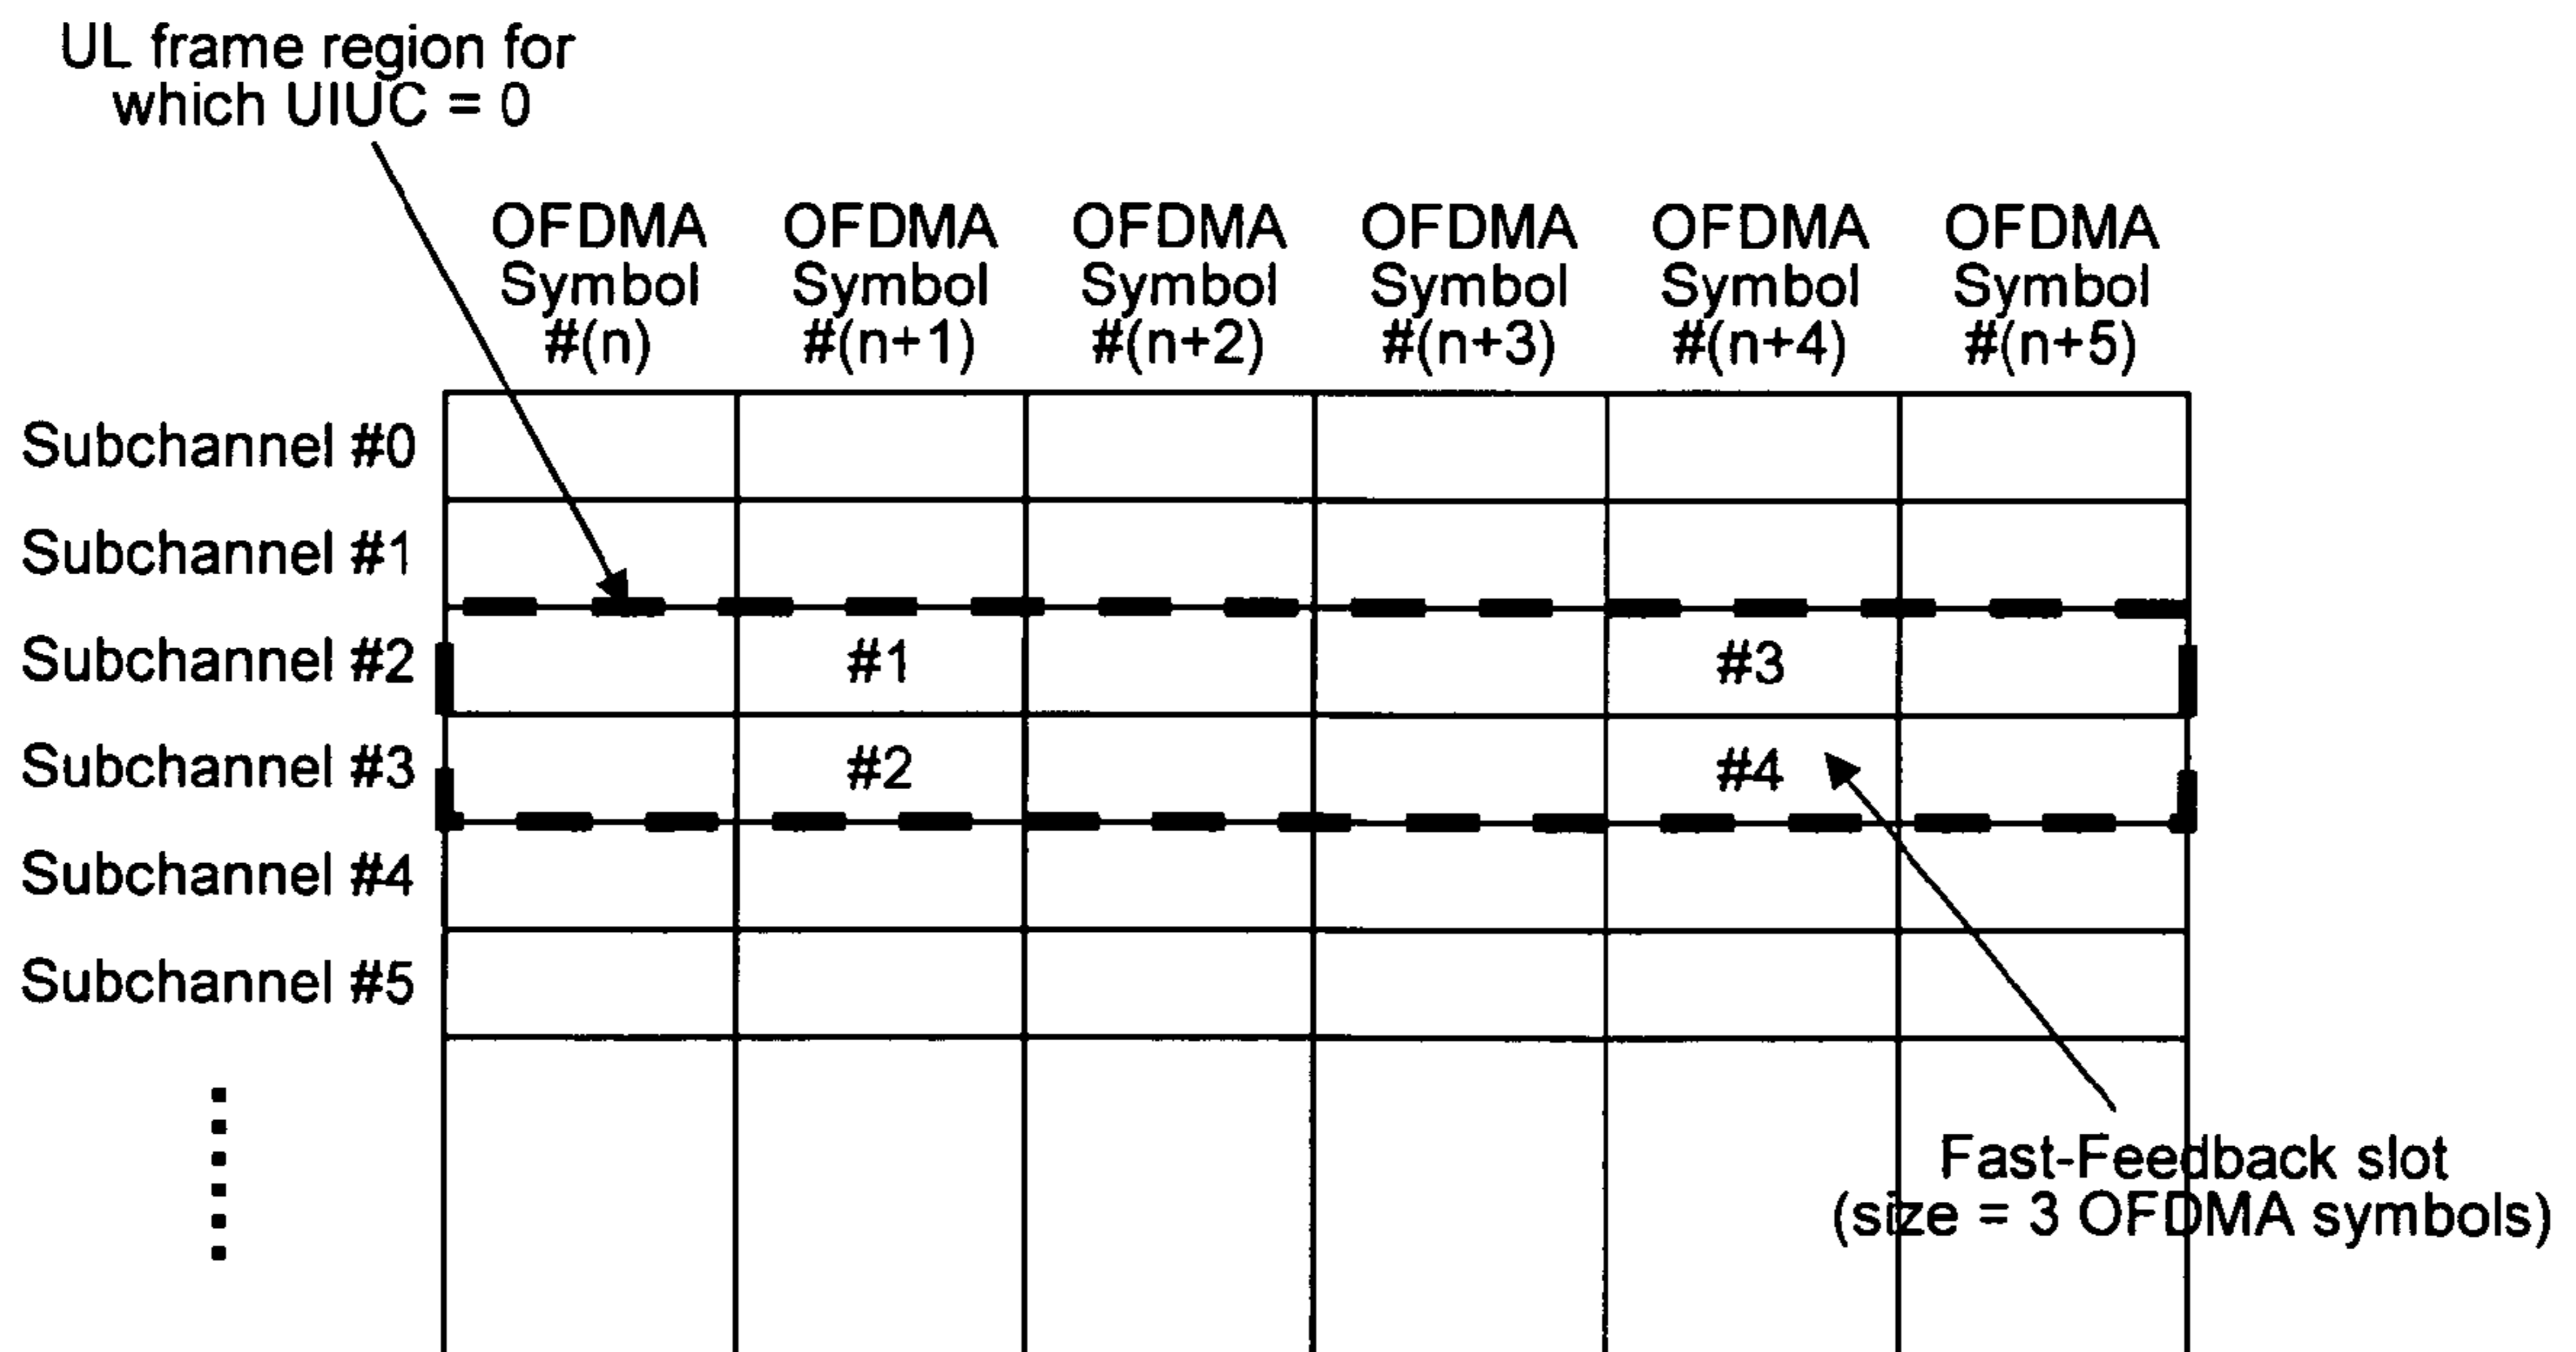 UL frame region for
which UIUC = 0
OFDMA OFDMA OFDMA OFDMA OFDMA OFDMA
Symbol Symbol Symbol Symbol Symbol Symbol
#(n) #(n+1) #(n+2) #(n+3) #(n+4) #(n+5)
Subchannel #0
Subchannel #1
Subchannel #2 #1 #3
Subchannel #3 #2 #4
Subchannel #4
Subchannel #5
Fast-Feedback slot
(size = 3 OFDMA symbols)